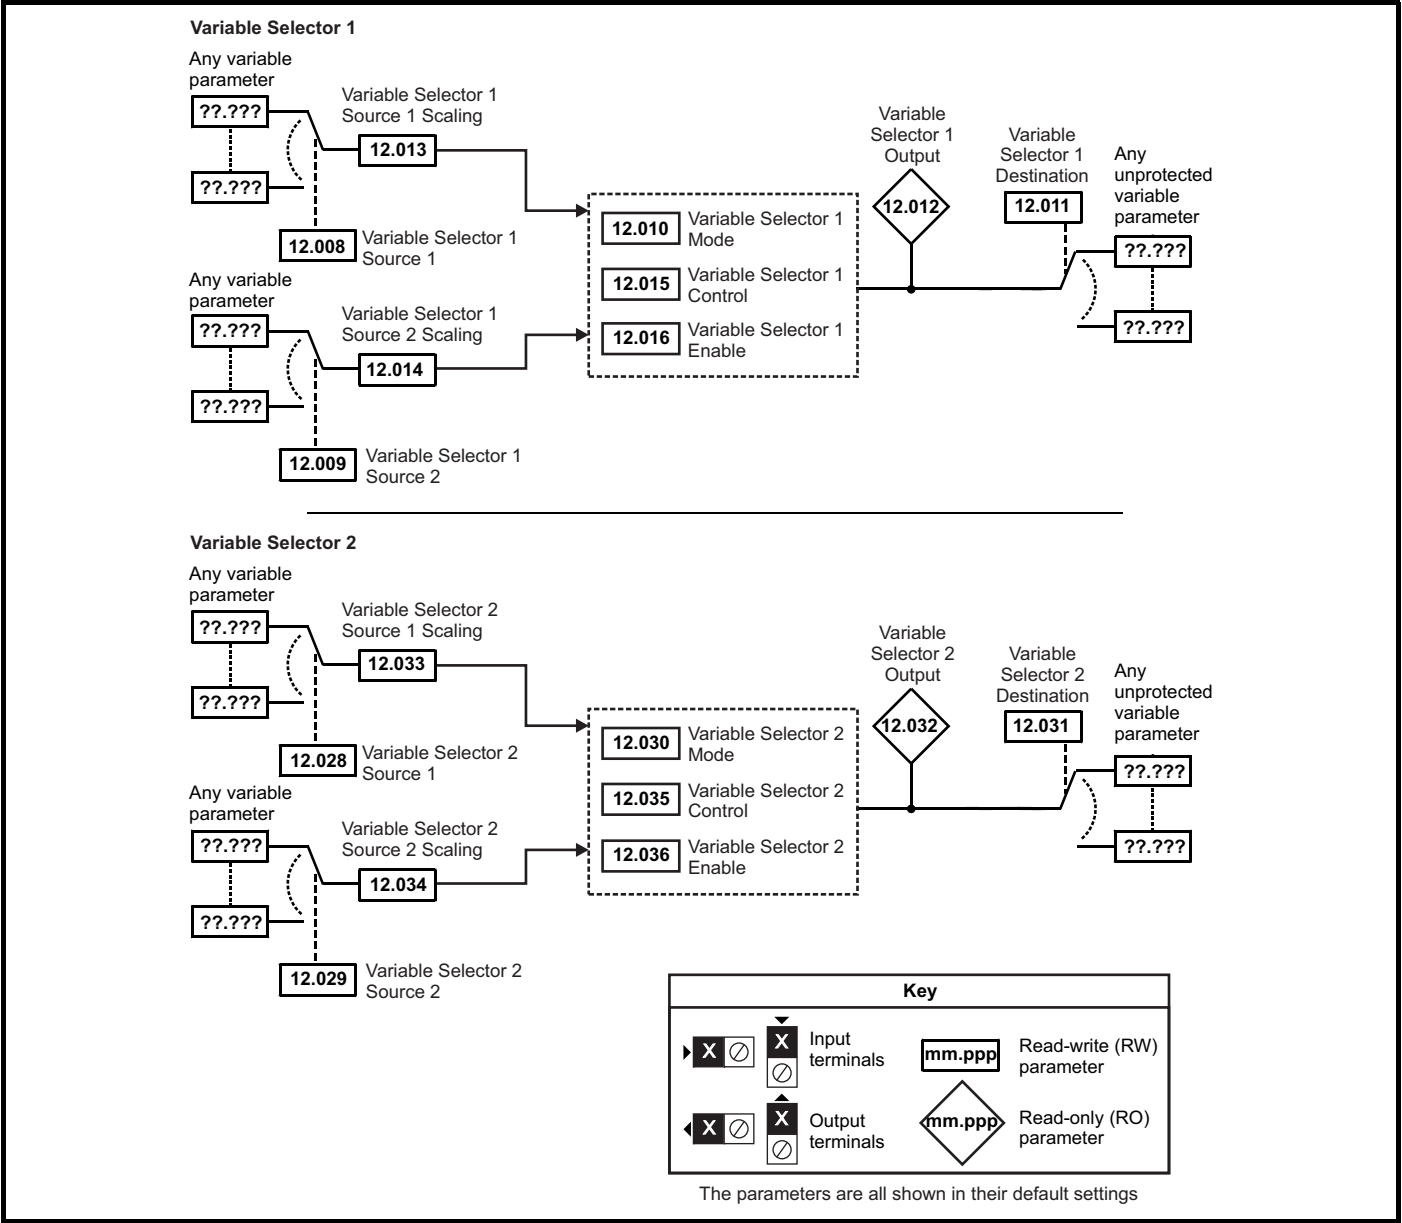 Variable Selector 1
Any variable
parameter
??.???
??.???
Variable Selector 1
Source 1 Scaling
12.013
12.008
Variable Selector 1
Source 1
Any variable
parameter
??.???
??.???
Variable Selector 1
Source 2 Scaling
12.014
12.009
Variable Selector 1
Source 2
12.010
Variable Selector 1
Mode
12.015
Variable Selector 1
Control
12.016
Variable Selector 1
Enable
Variable
Selector 1
Output
12.012
Variable
Selector 1
Destination
12.011
Any
unprotected
variable
parameter
??.???
??.???
Variable Selector 2
Any variable
parameter
??.???
??.???
Variable Selector 2
Source 1 Scaling
12.033
12.028
Variable Selector 2
Source 1
Any variable
parameter
??.???
??.???
Variable Selector 2
Source 2 Scaling
12.034
12.029
Variable Selector 2
Source 2
12.030
Variable Selector 2
Mode
12.035
Variable Selector 2
Control
12.036
Variable Selector 2
Enable
Variable
Selector 2
Output
12.032
Variable
Selector 2
Destination
12.031
Any
unprotected
variable
parameter
??.???
??.???
Key
X
X
Input
terminals
mm.ppp
Read-write (RW)
parameter
X
X
Output
terminals
mm.ppp
Read-only (RO)
parameter
The parameters are all shown in their default settings